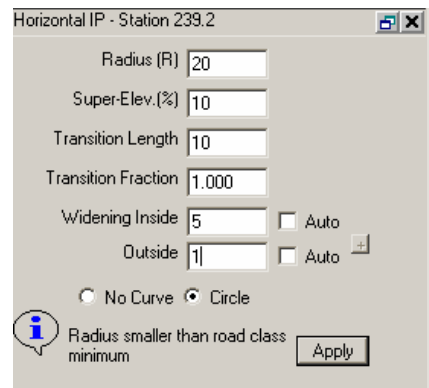 Horizontal IP - Station 239.2
Radius (R) 20
Super-Elev.(%) 10
Transition Length 10
Transition Fraction 1.000
Widening Inside 5 Auto
Outside 1 Auto +
No Curve Circle
Radius smaller than road class
minimum
Apply